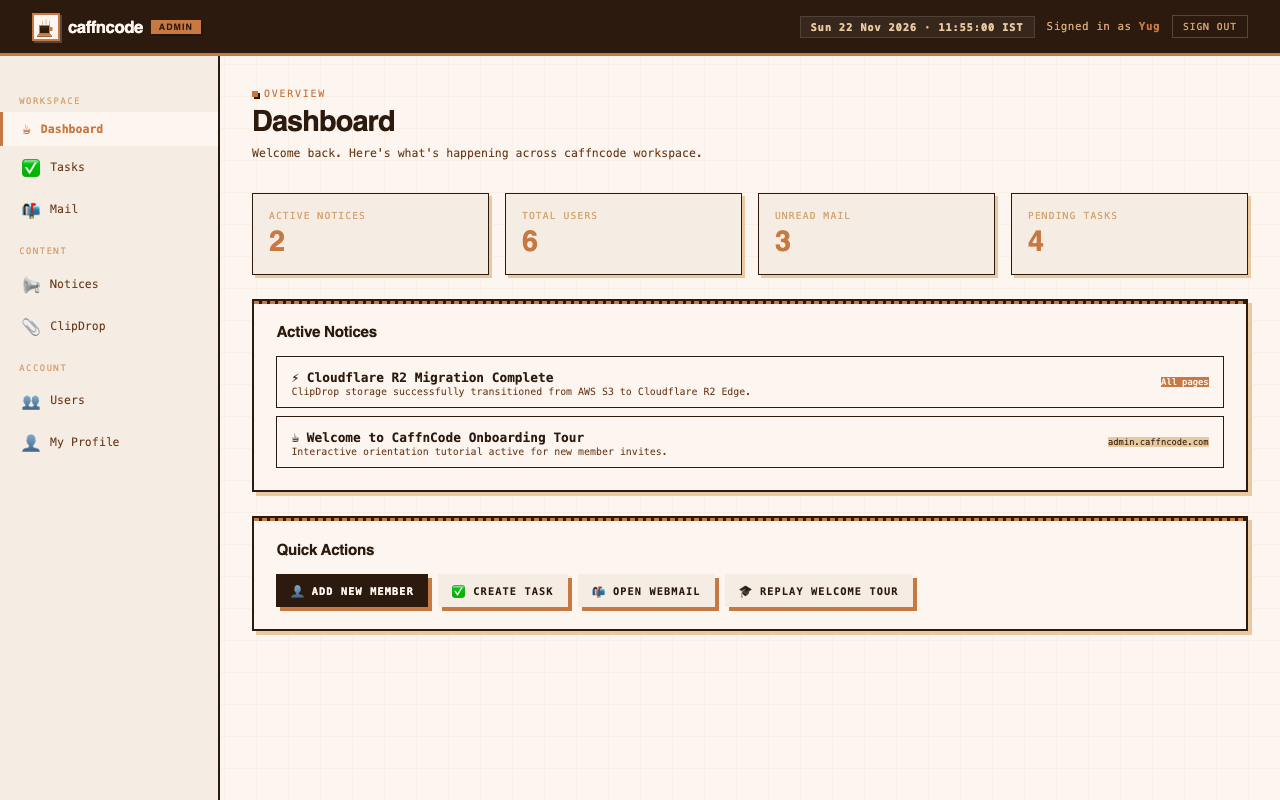 caffncode ADMIN
Sun 22 Nov 2026 · 11:55:00 IST
Signed in as Yug
SIGN OUT
WORKSPACE
Dashboard
Tasks
Mail
CONTENT
Notices
ClipDrop
ACCOUNT
Users
My Profile
OVERVIEW
Dashboard
Welcome back. Here's what's happening across caffncode workspace.
ACTIVE NOTICES
2
TOTAL USERS
6
UNREAD MAIL
3
PENDING TASKS
4
Active Notices
⚡ Cloudflare R2 Migration Complete
ClipDrop storage successfully transitioned from AWS S3 to Cloudflare R2 Edge.
All pages
☕ Welcome to CaffnCode Onboarding Tour
Interactive orientation tutorial active for new member invites.
admin.caffncode.com
Quick Actions
ADD NEW MEMBER
CREATE TASK
OPEN WEBMAIL
REPLAY WELCOME TOUR